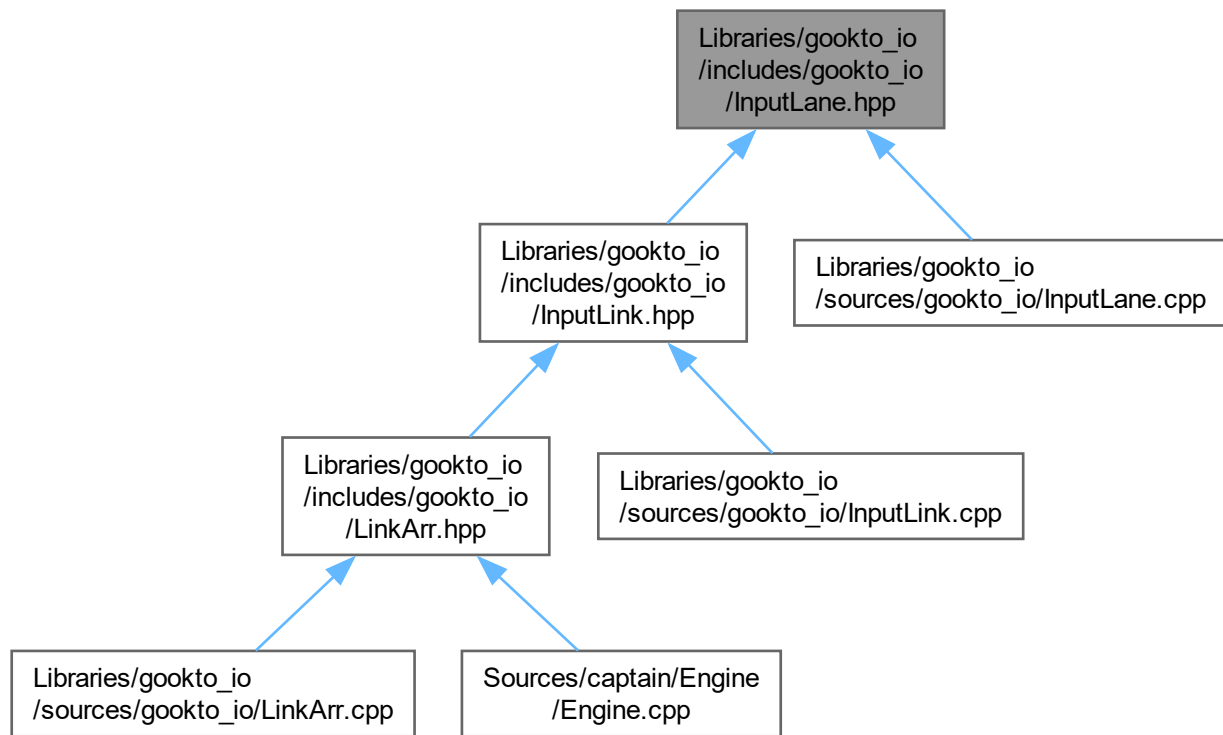 Libraries/gookto_io
/includes/gookto_io
/InputLane.hpp
Libraries/gookto_io
/includes/gookto_io
/InputLink.hpp
Libraries/gookto_io
/sources/gookto_io/InputLane.cpp
Libraries/gookto_io
/includes/gookto_io
/LinkArr.hpp
Libraries/gookto_io
/sources/gookto_io/InputLink.cpp
Libraries/gookto_io
/sources/gookto_io/LinkArr.cpp
Sources/captain/Engine
/Engine.cpp